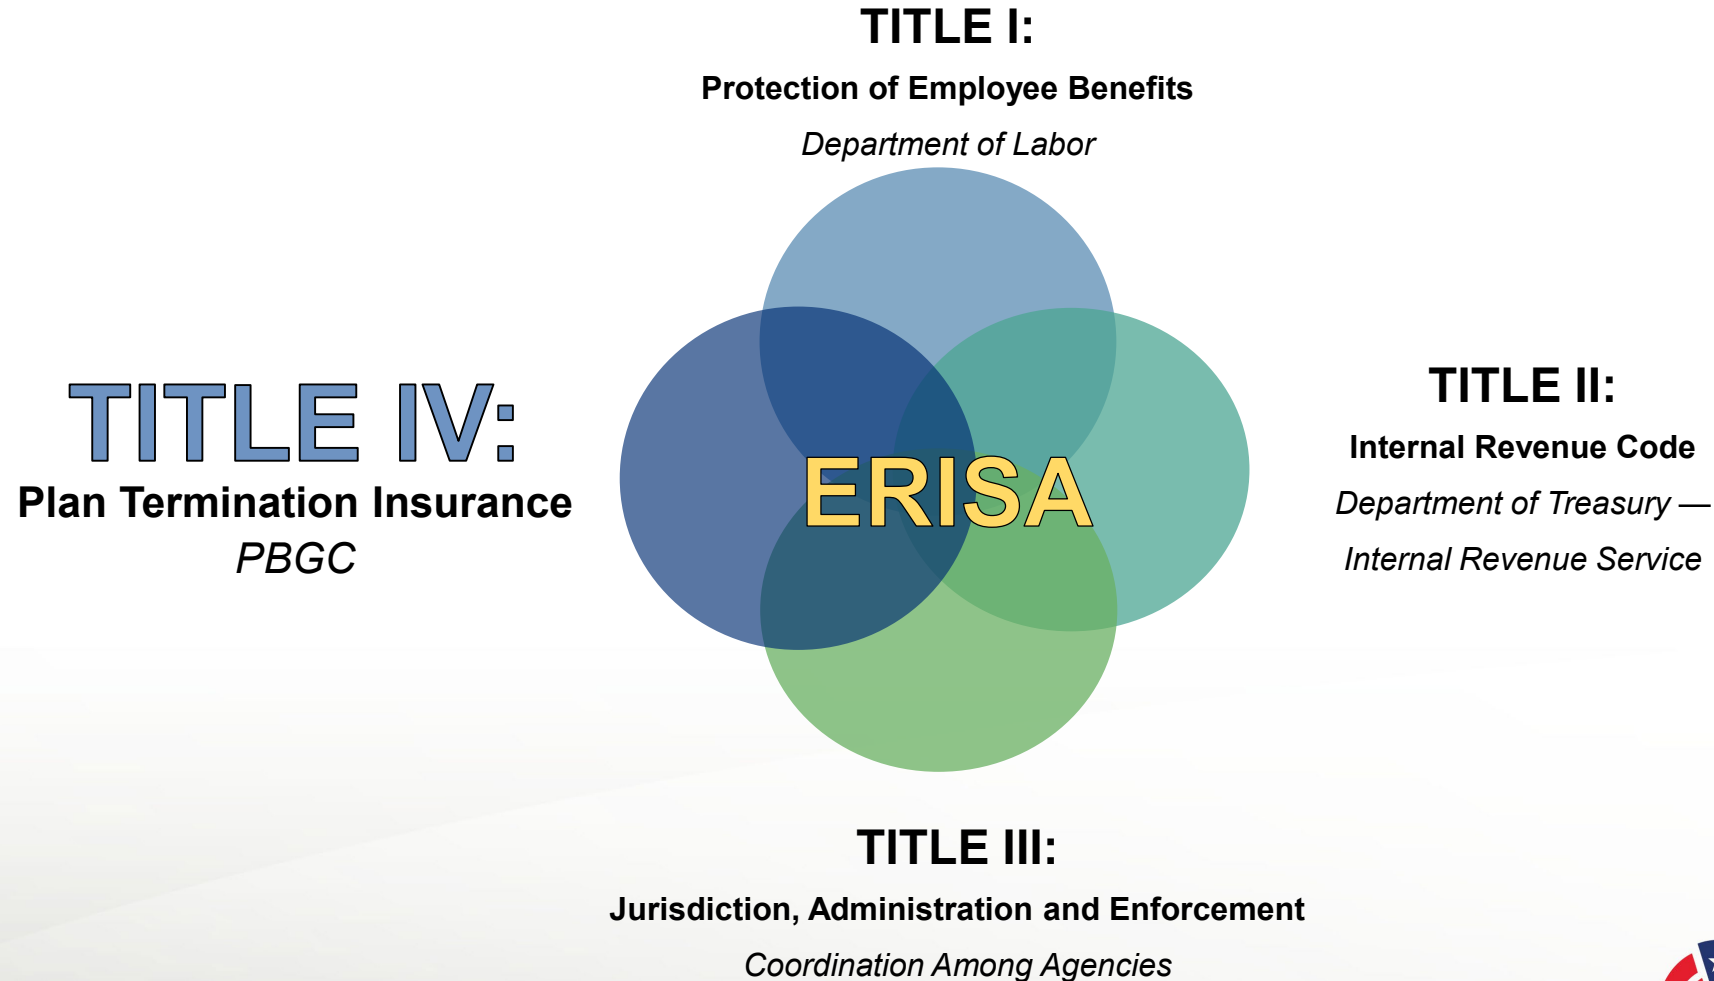 TITLE I:
Protection of Employee Benefits
Department of Labor
TITLE IV:
Plan Termination Insurance
PBGC
ERISA
TITLE II:
Internal Revenue Code
Department of Treasury —
Internal Revenue Service
TITLE III:
Jurisdiction, Administration and Enforcement
Coordination Among Agencies